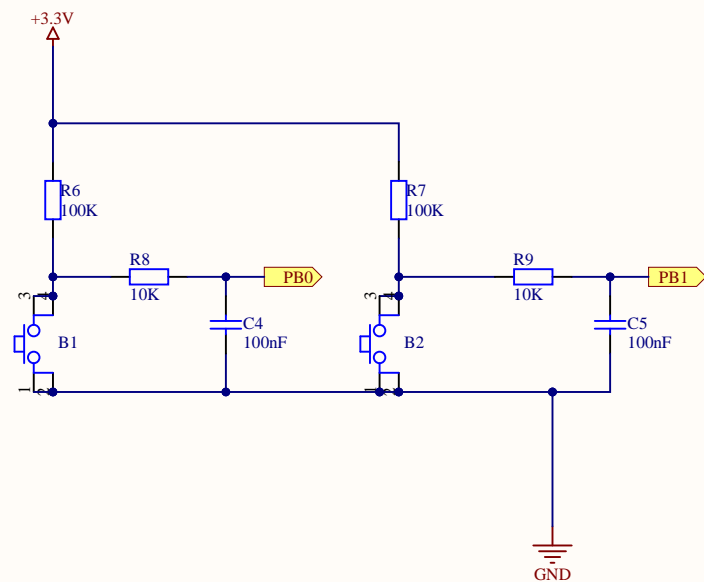 +3.3V
R6
100K
R7
100K
R8
10K
PB0
R9
10K
PB1
3
4
3
4
B1
C4
100nF
B2
C5
100nF
1
2
1
2
GND